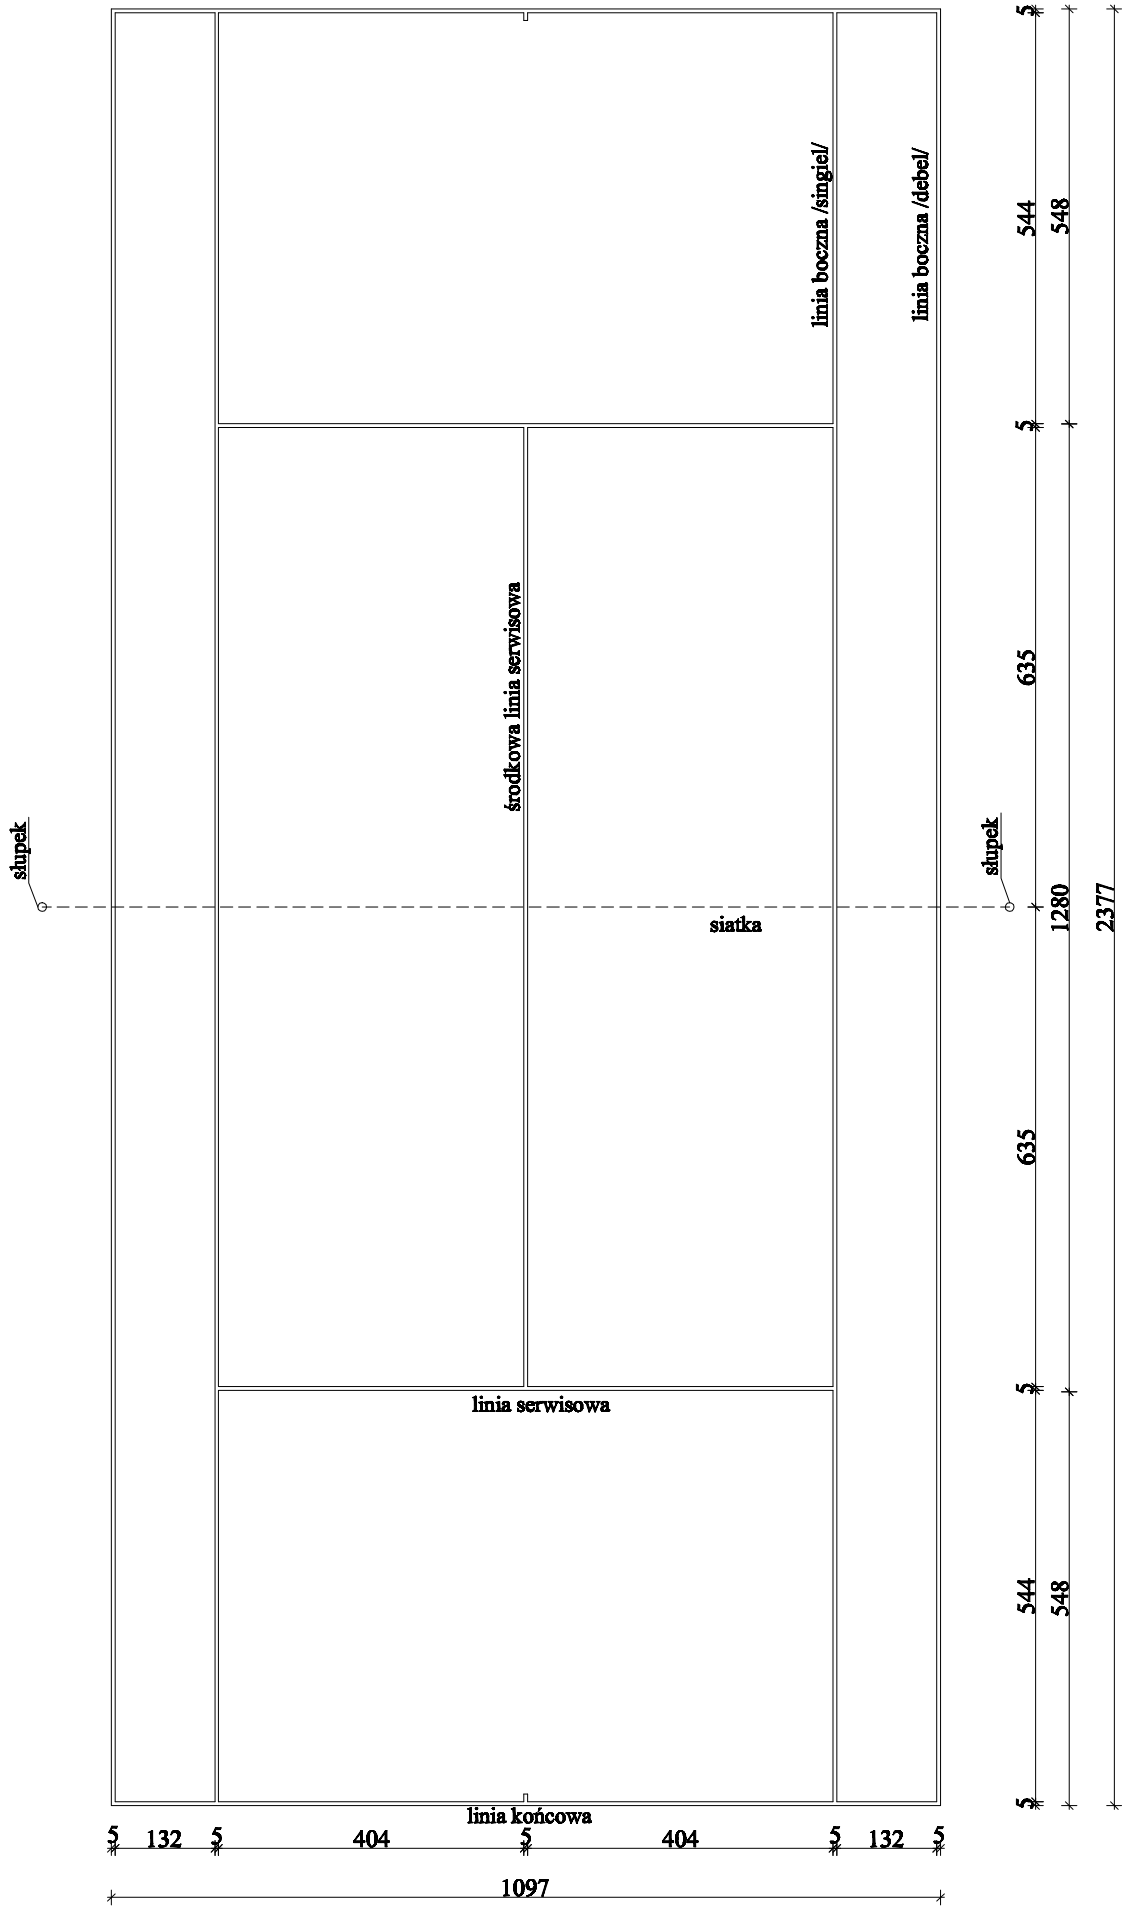 5
linia boczna /singiel/
linia boczna /debel/
544
548
5
środkowa linia serwisowa
635
słupek
słupek
siatka
1280
2377
635
5
linia serwisowa
544
548
5
linia końcowa
5 132 5 404 5 404 5 132 5
1097